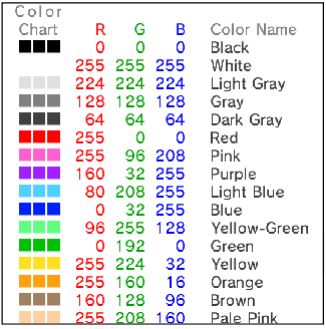 Color
Chart R G B Color Name
0 0 0 Black
255 255 255 White
224 224 224 Light Gray
128 128 128 Gray
64 64 64 Dark Gray
255 0 0 Red
255 96 208 Pink
160 32 255 Purple
80 208 255 Light Blue
0 32 255 Blue
96 255 128 Yellow-Green
0 192 0 Green
255 224 32 Yellow
255 160 16 Orange
160 128 96 Brown
255 208 160 Pale Pink